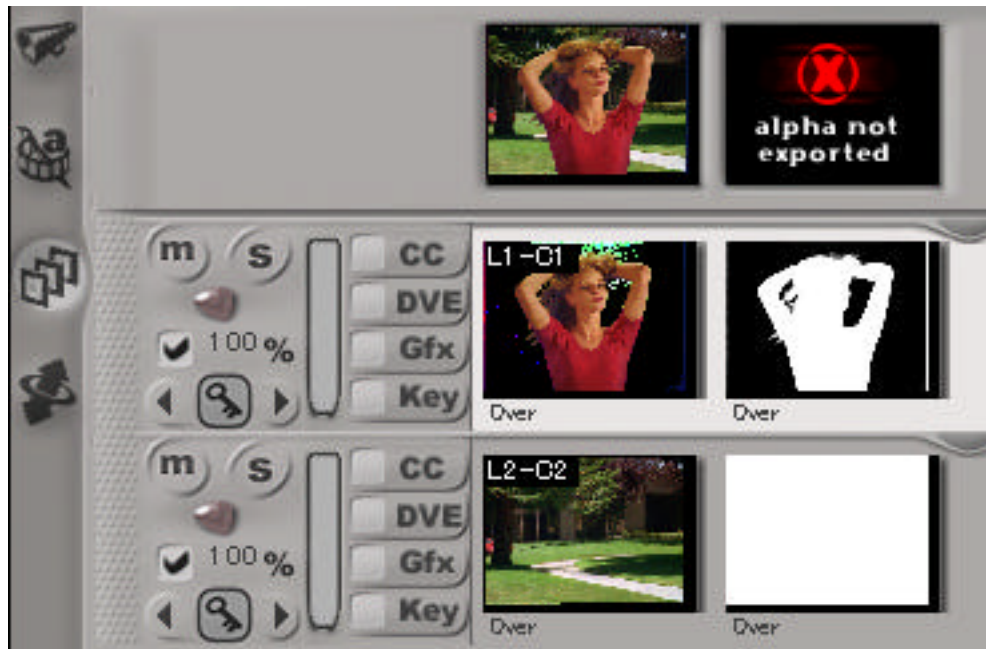 alpha not
exported
m s CC
L1-C1
DVE
100% Gfx
Key
Over Over
m s CC
L2-C2
DVE
100% Gfx
Key
Over Over